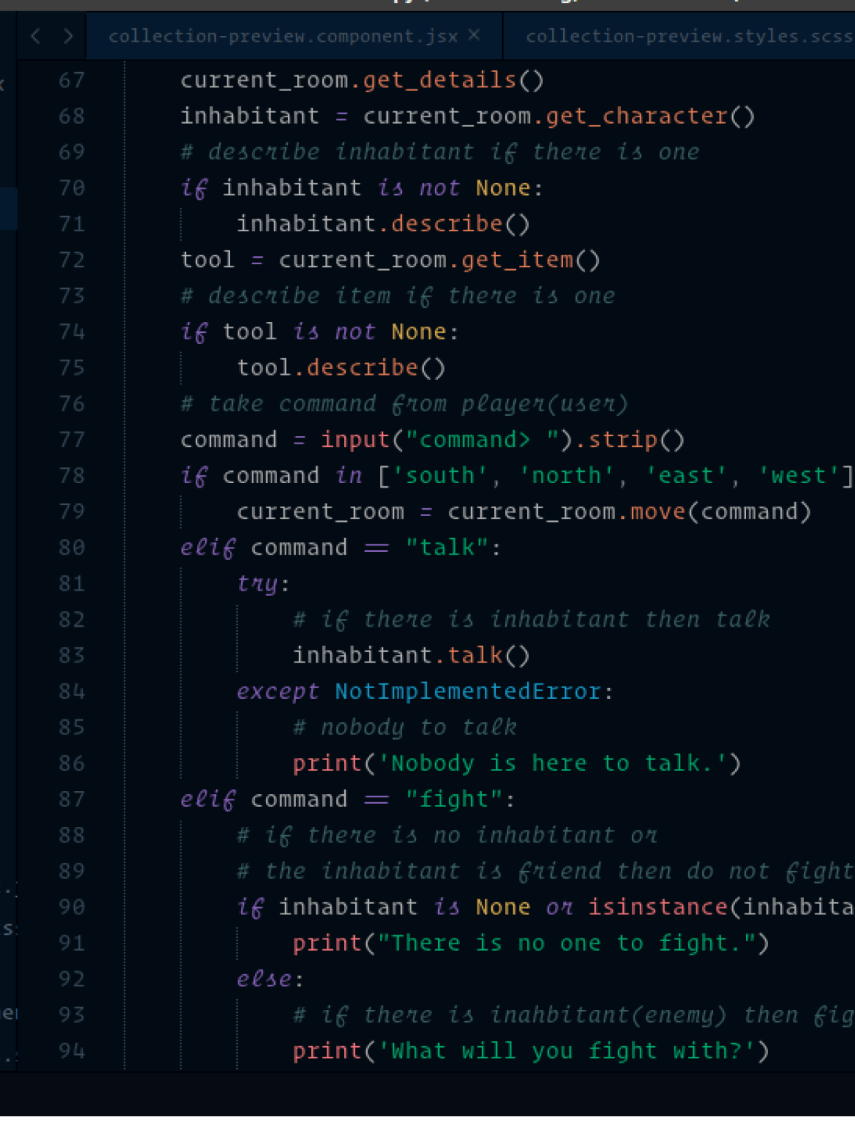 collection-preview.component.jsx ×
collection-preview.styles.scss
67 current_room.get_details()
68 inhabitant = current_room.get_character()
69 # describe inhabitant if there is one
70 if inhabitant is not None:
71 inhabitant.describe()
72 tool = current_room.get_item()
73 # describe item if there is one
74 if tool is not None:
75 tool.describe()
76 # take command from player(user)
77 command = input("command> ").strip()
78 if command in ['south', 'north', 'east', 'west']
79 current_room = current_room.move(command)
80 elif command == "talk":
81 try:
82 # if there is inhabitant then talk
83 inhabitant.talk()
84 except NotImplementedError:
85 # nobody to talk
86 print('Nobody is here to talk.')
87 elif command == "fight":
88 # if there is no inhabitant or
89 # the inhabitant is friend then do not fight
90 if inhabitant is None or isinstance(inhabita
91 print("There is no one to fight.")
92 else:
93 # if there is inahbitant(enemy) then fig
94 print('What will you fight with?')